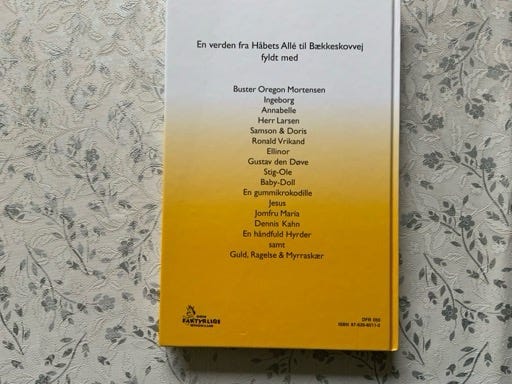 En verden fra Håbets Allé til Bækkeskovvej
fyldt med
Buster Oregon Mortensen
Ingeborg
Annabelle
Herr Larsen
Samson & Doris
Ronald Vrikand
Ellinor
Gustav den Døve
Stig-Ole
Baby-Doll
En gummikrokodille
Jesus
Jomfru Maria
Dennis Kahn
En håndfuld Hyrder
samt
Guld, Ragelse & Myrraskær
FAKTYRLIGE